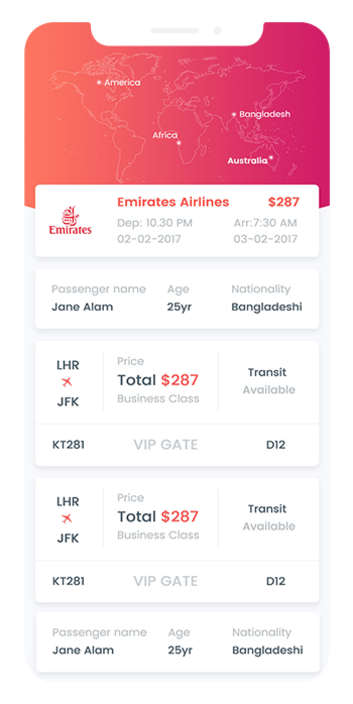 America
Bangladesh
Africa
Australia
Emirates Airlines $287
Emirates
Dep: 10.30 PM Arr:7:30 AM
02-02-2017 03-02-2017
Passenger name Age Nationality
Jane Alam 25yr Bangladeshi
LHR
JFK
Price
Total $287
Business Class
Transit
Available
KT281 VIP GATE D12
LHR
JFK
Price
Total $287
Business Class
Transit
Available
KT281 VIP GATE D12
Passenger name Age Nationality
Jane Alam 25yr Bangladeshi